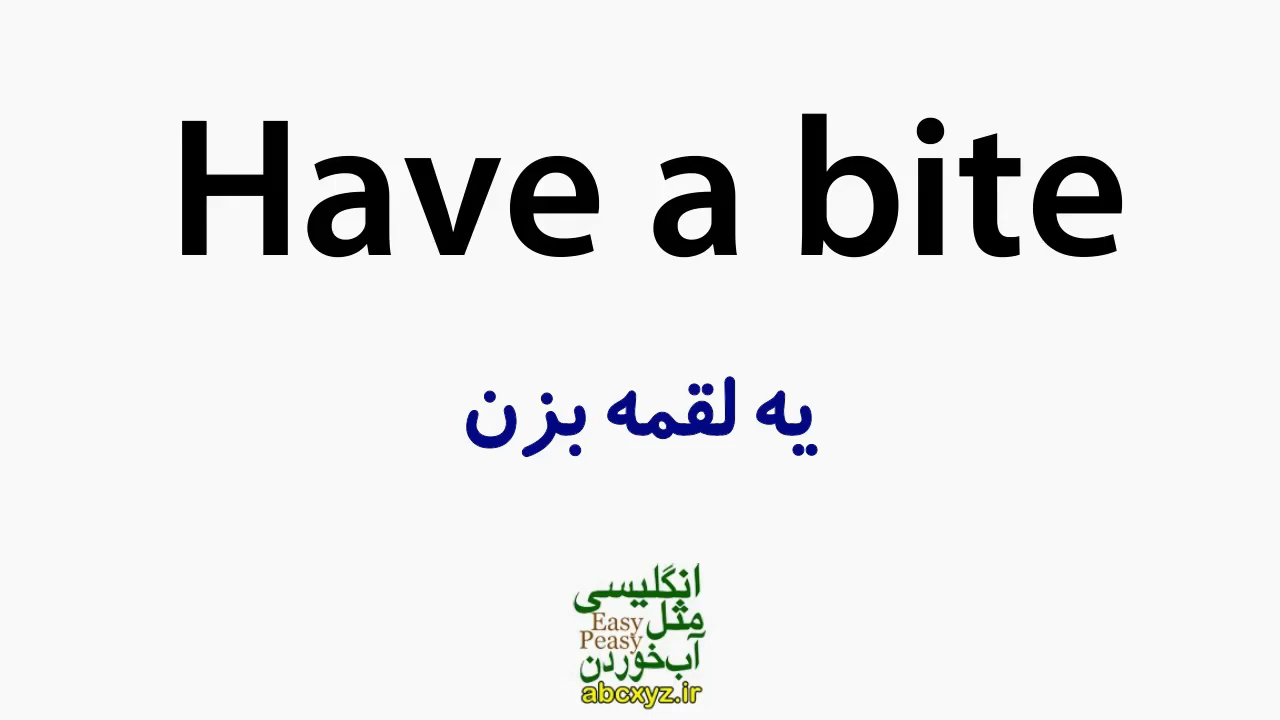 Have a bite
یه لقمه بزن
انگلیسی
مثل
Easy
Peasy
آب‌خوردن
abcxyz.ir